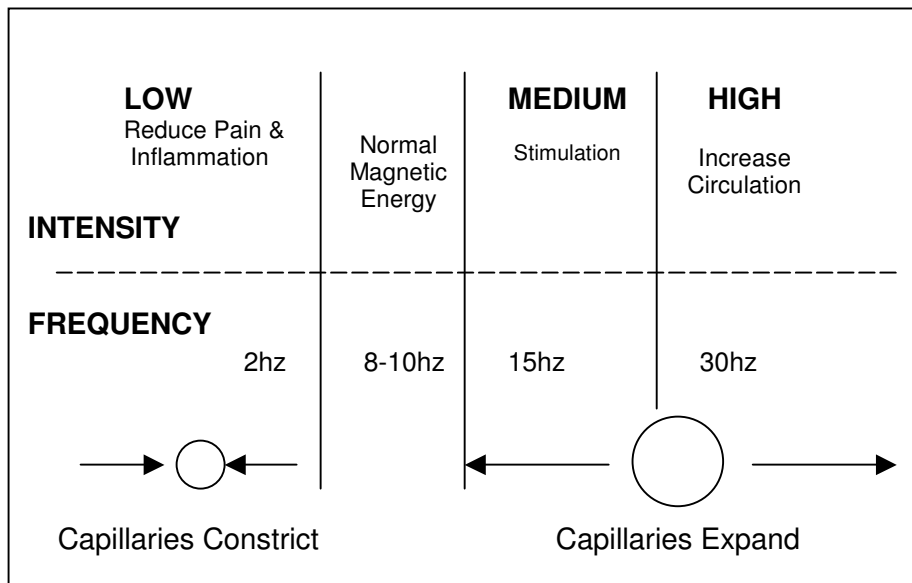 LOW
Reduce Pain &
Inflammation
Normal
Magnetic
Energy
MEDIUM
Stimulation
HIGH
Increase
Circulation
INTENSITY
FREQUENCY
2hz
8-10hz
15hz
30hz
Capillaries Constrict
Capillaries Expand